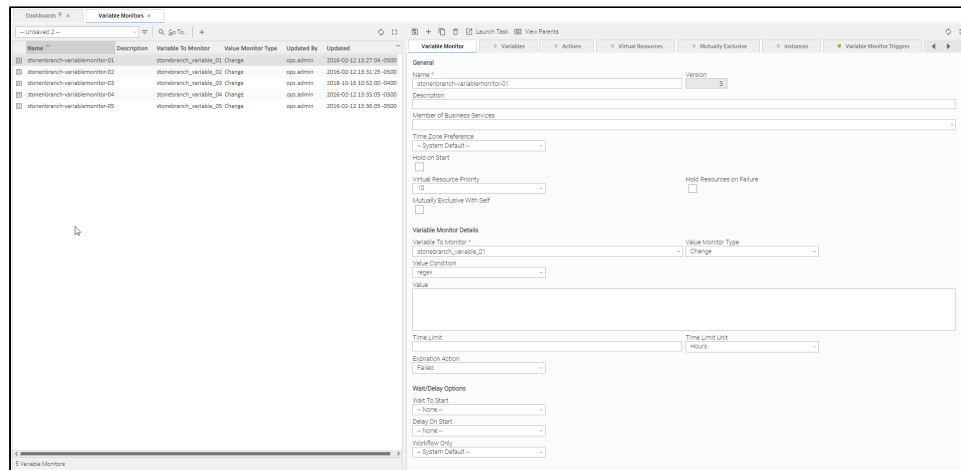 Dashboards
Variable Monitors
-- Unsaved 2 --
Go To...
Name Description Variable To Monitor Value Monitor Type Updated By Updated
stonebranch-variablemonitor-01 stonebranch_variable_01 Change ops.admin 2016-02-12 13:27:04 -0500
stonebranch-variablemonitor-02 stonebranch_variable_02 Change ops.admin 2016-02-12 13:31:25 -0500
stonebranch-variablemonitor-03 stonebranch_variable_03 Change ops.admin 2018-10-16 10:52:00 -0400
stonebranch-variablemonitor-04 stonebranch_variable_04 Change ops.admin 2016-02-12 13:35:05 -0500
stonebranch-variablemonitor-05 stonebranch_variable_05 Change ops.admin 2016-02-12 13:36:05 -0500
5 Variable Monitors
Launch Task View Parents
Variable Monitor Variables Actions Virtual Resources Mutually Exclusive Instances Variable Monitor Triggers
General
Name *
stonenbranch-variablemonitor-01
Version
3
Description
Member of Business Services
Time Zone Preference
-- System Default --
Hold on Start
Virtual Resource Priority
10
Hold Resources on Failure
Mutually Exclusive With Self
Variable Monitor Details
Variable To Monitor *
stonebranch_variable_01
Value Monitor Type
Change
Value Condition
regex
Value
Time Limit
Time Limit Unit
Hours
Expiration Action
Failed
Wait/Delay Options
Wait To Start
-- None --
Delay On Start
-- None --
Workflow Only
-- System Default --